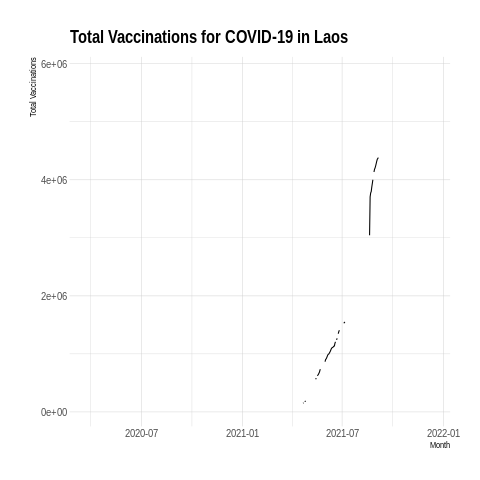 Total Vaccinations for COVID-19 in Laos
Total Vaccinations
6e+06
4e+06
2e+06
0e+00
2020-07
2021-01
2021-07
2022-01
Month